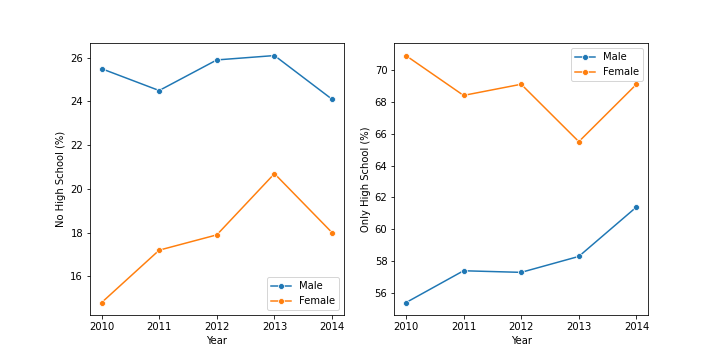 No High School (%)
26
24
22
20
18
16
2010 2011 2012 2013 2014
Year
Male
Female
Only High School (%)
70
68
66
64
62
60
58
56
2010 2011 2012 2013 2014
Year
Male
Female